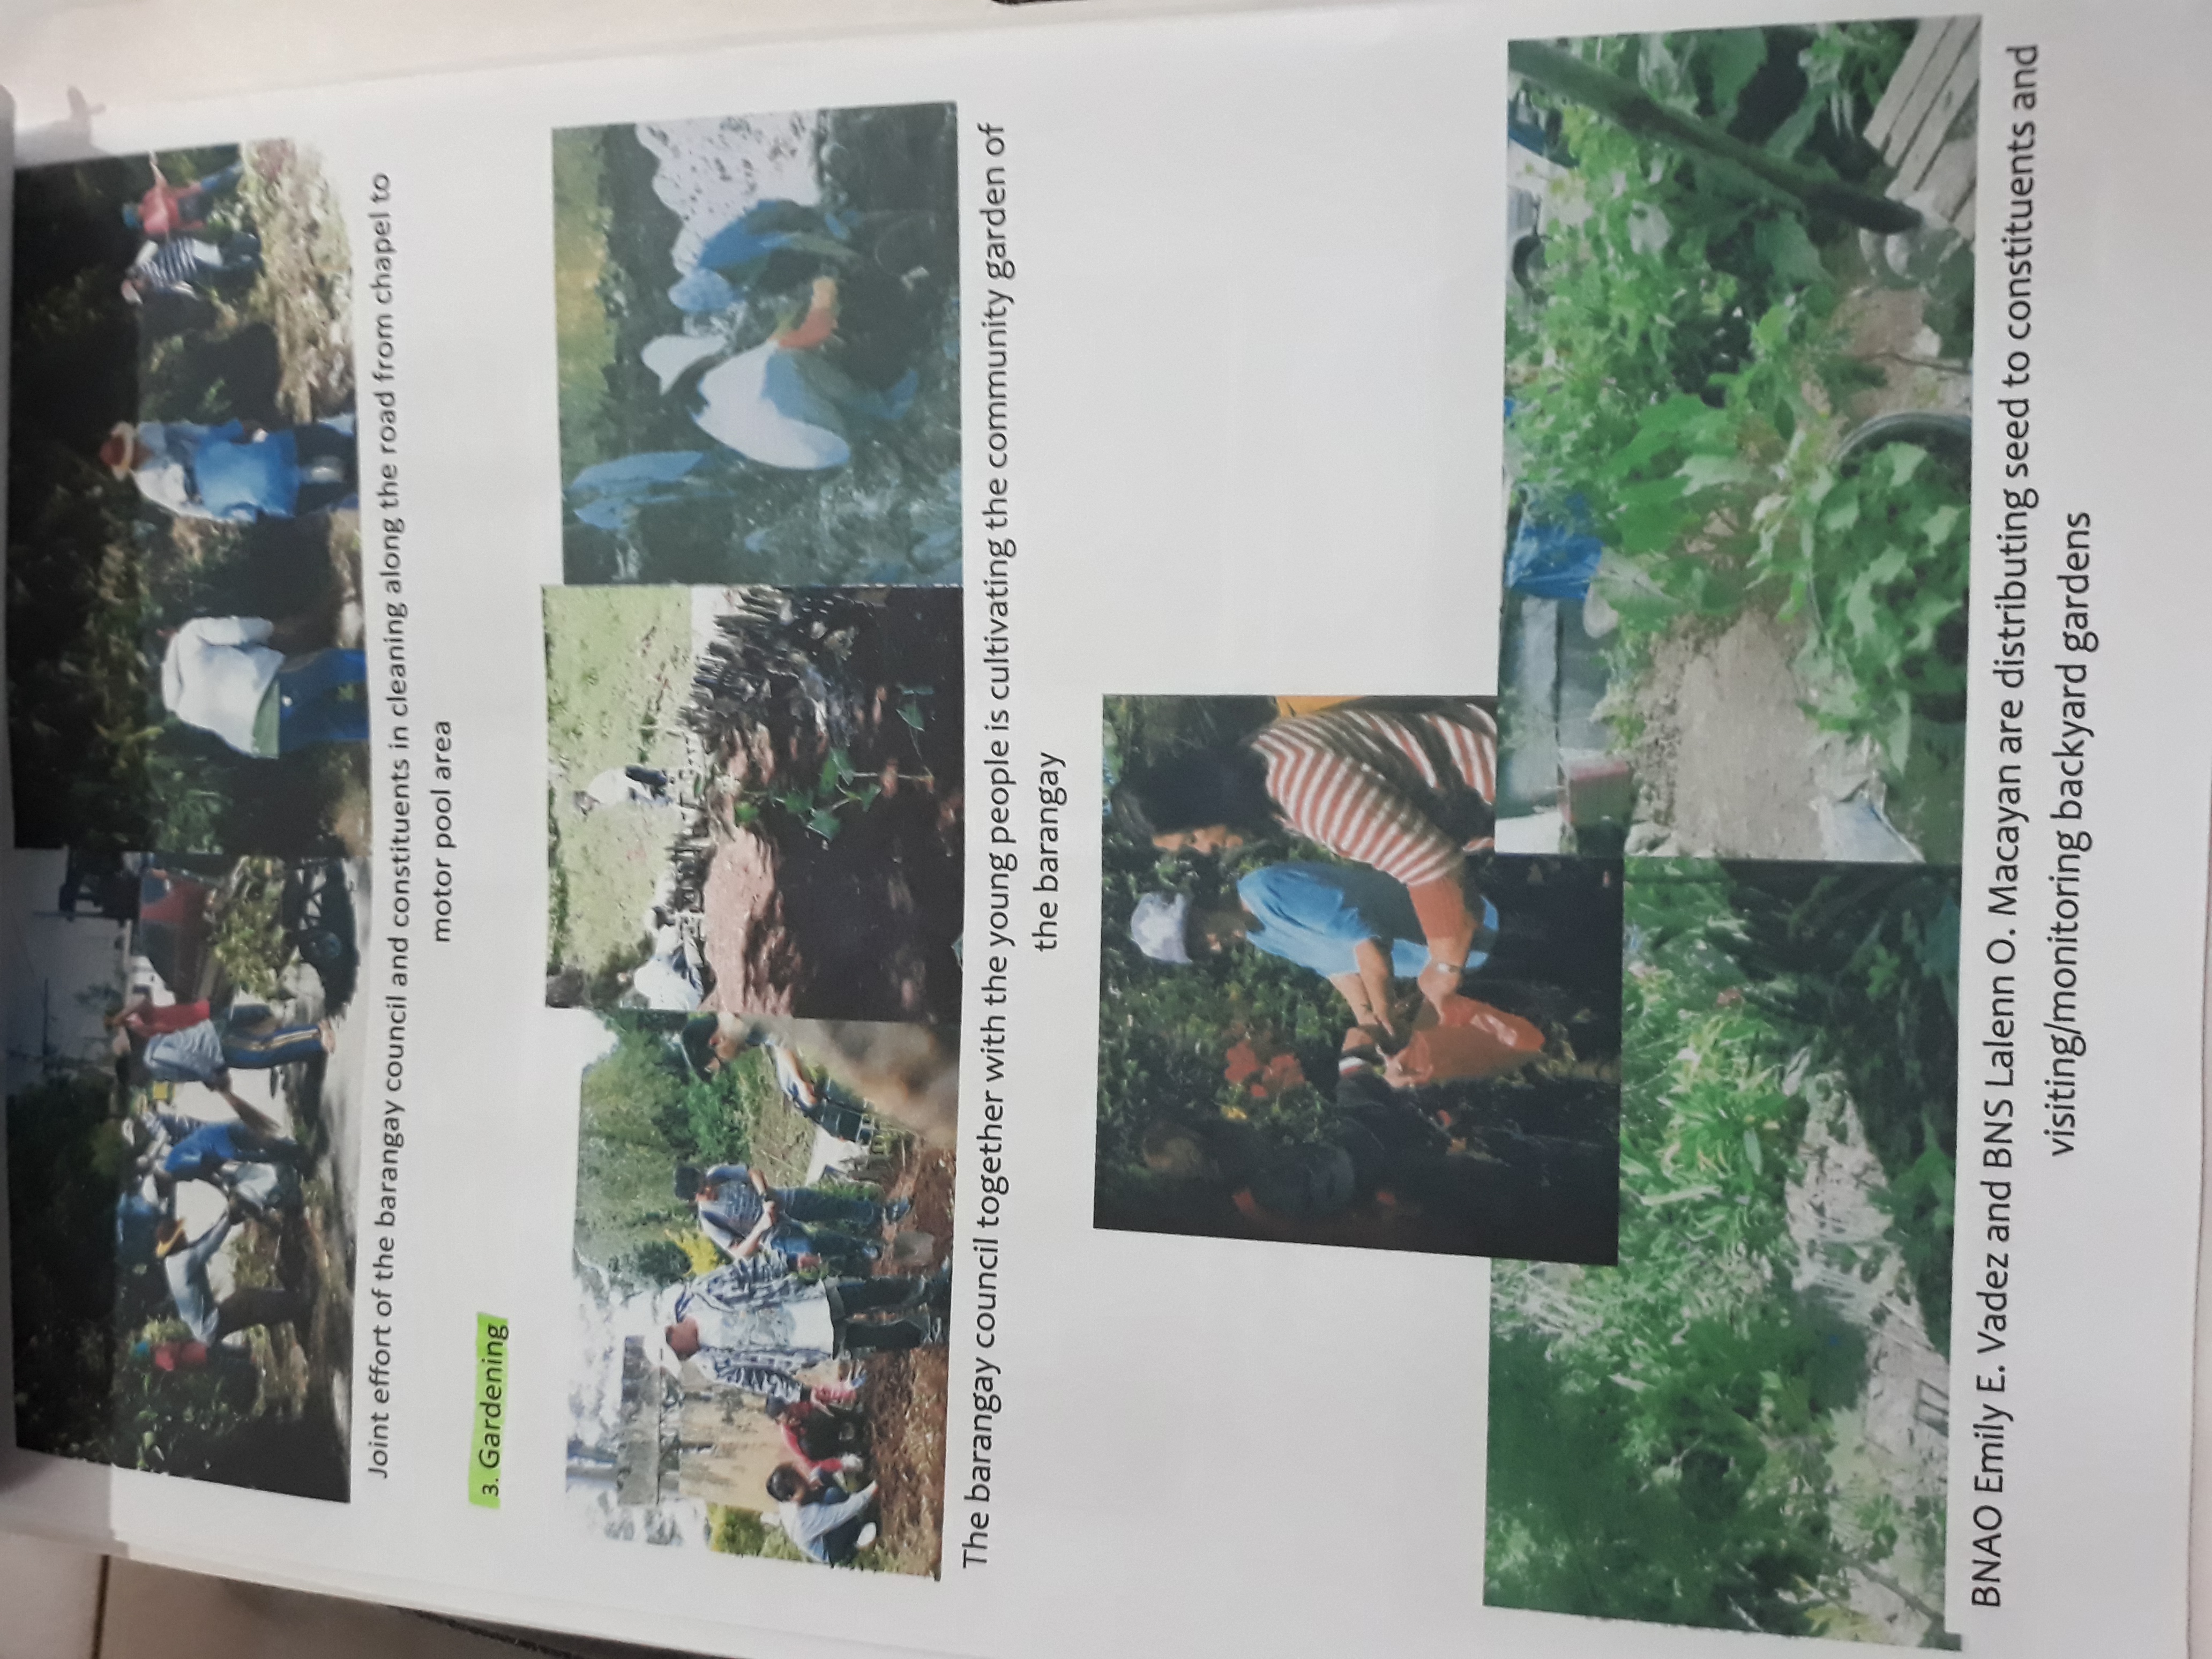 Joint effort of the barangay council and constituents in cleaning along the road from chapel to
motor pool area
3. Gardening
The barangay council together with the young people is cultivating the community garden of
the barangay
BNAO Emily E. Vadez and BNS Lalenn O. Macayan are distributing seed to constituents and
visiting/monitoring backyard gardens